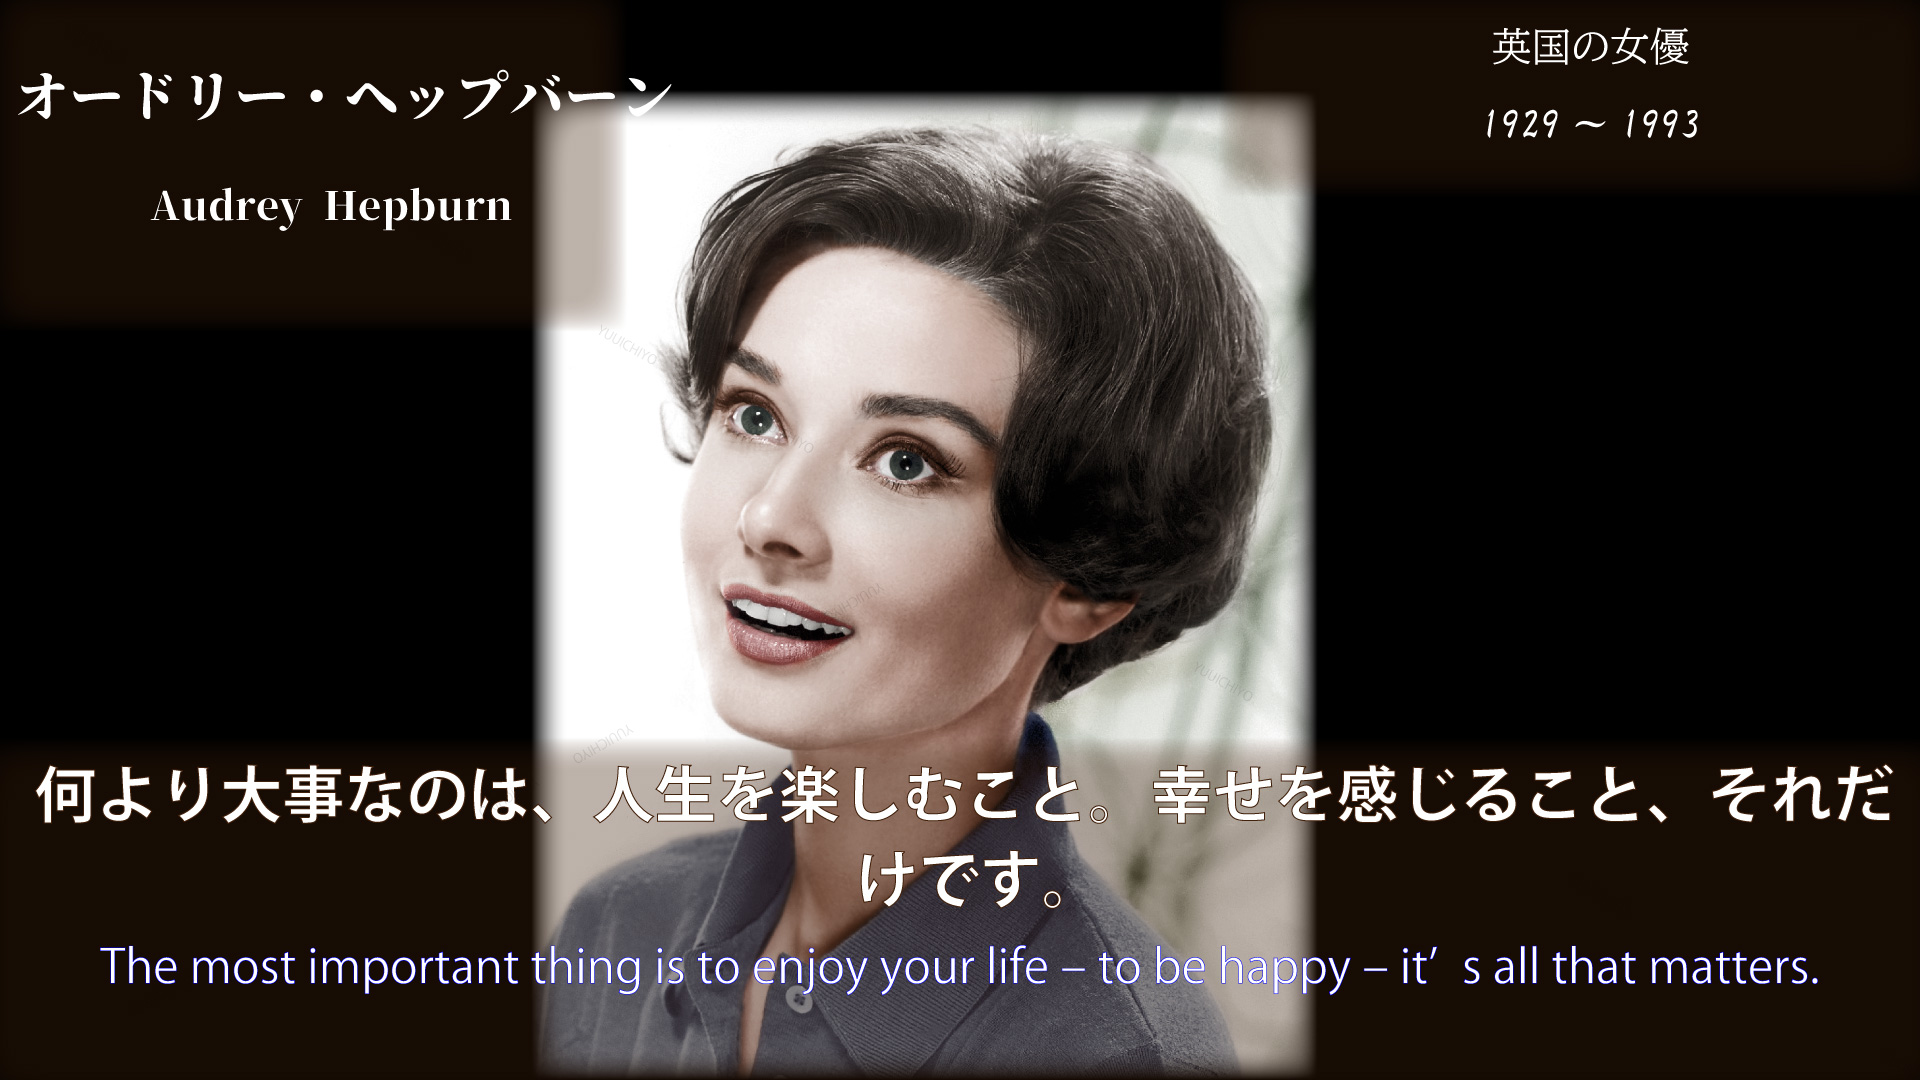 オードリー・ヘップバーン
Audrey Hepburn
英国の女優
1929 ~ 1993
YUUICHIYO
YUUICHIYO
YUUICHIYO
何より大事なのは、人生を楽しむこと。幸せを感じること、それだ
けです。
The most important thing is to enjoy your life – to be happy – it’s all that matters.